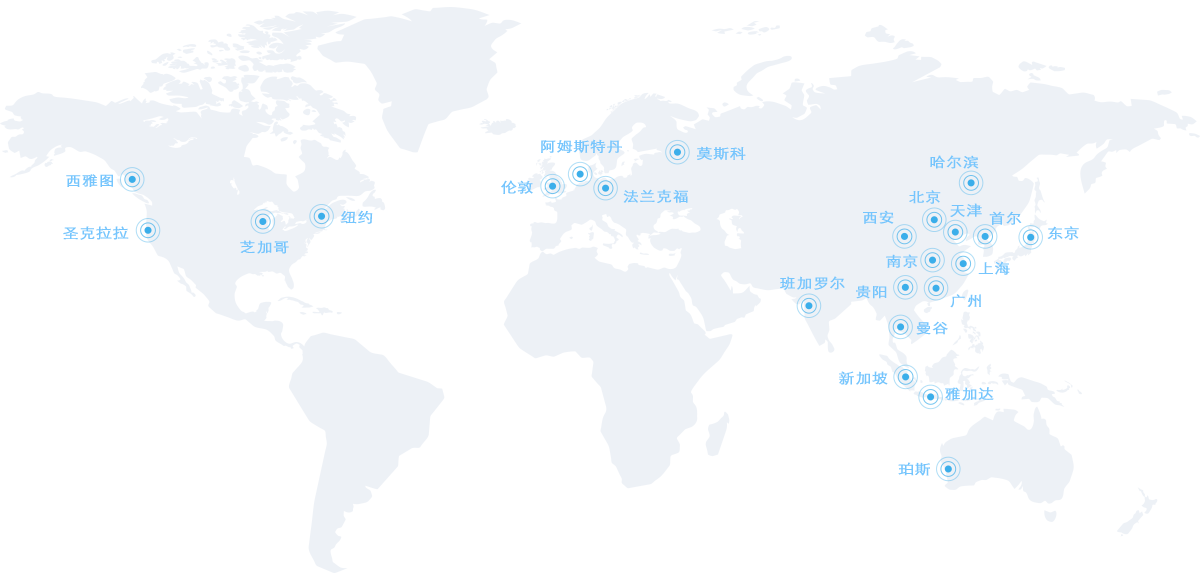 阿姆斯特丹
莫斯科
哈尔滨
西雅图
伦敦
法兰克福
北京
天津
西安
首尔
纽约
圣克拉拉
东京
芝加哥
南京
上海
班加罗尔
贵阳
广州
曼谷
新加坡
雅加达
珀斯